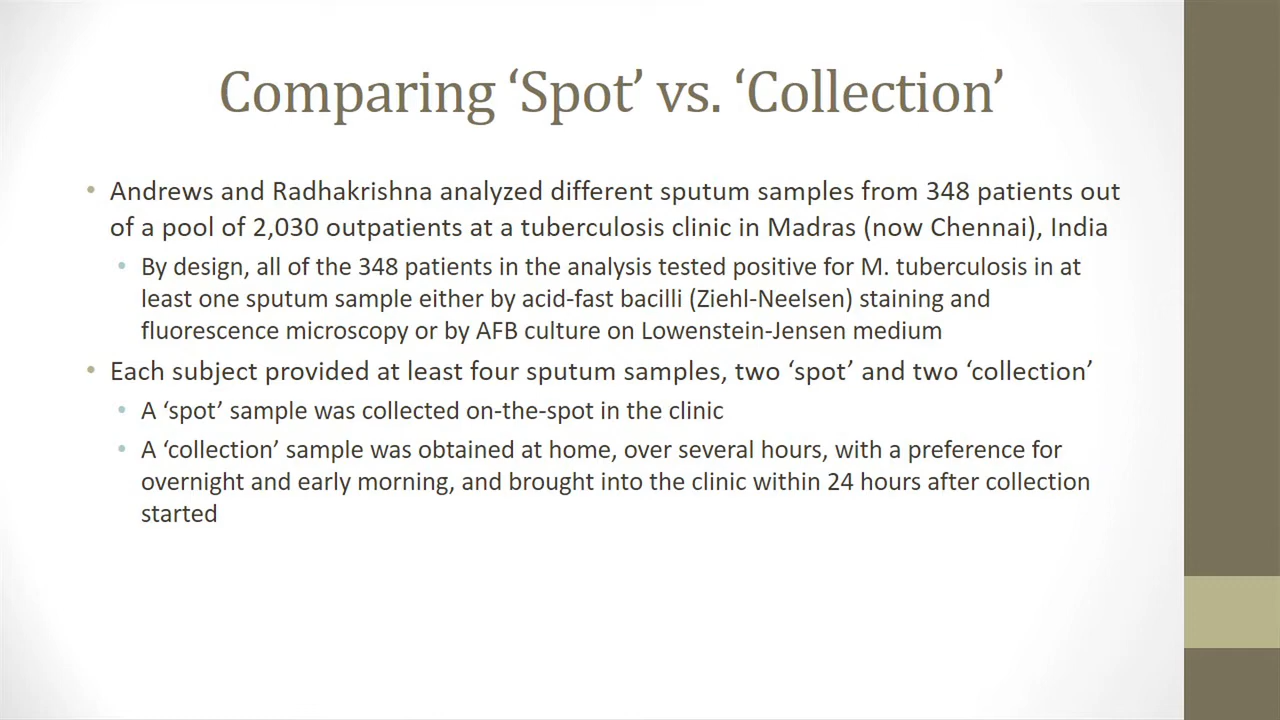 Comparing ‘Spot’ vs. ‘Collection’
• Andrews and Radhakrishna analyzed different sputum samples from 348 patients out
of a pool of 2,030 outpatients at a tuberculosis clinic in Madras (now Chennai), India
• By design, all of the 348 patients in the analysis tested positive for M. tuberculosis in at
least one sputum sample either by acid-fast bacilli (Ziehl-Neelsen) staining and
fluorescence microscopy or by AFB culture on Lowenstein-Jensen medium
• Each subject provided at least four sputum samples, two ‘spot’ and two ‘collection’
• A ‘spot’ sample was collected on-the-spot in the clinic
• A ‘collection’ sample was obtained at home, over several hours, with a preference for
overnight and early morning, and brought into the clinic within 24 hours after collection
started